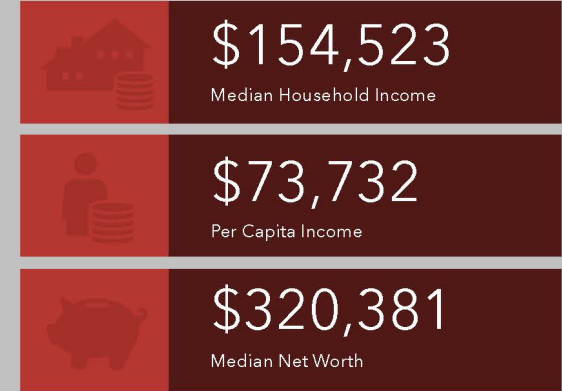 $154,523
Median Household Income
$73,732
Per Capita Income
$320,381
Median Net Worth